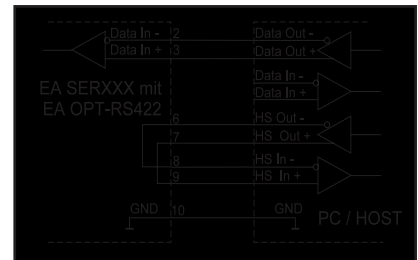 Data In - 2 Data Out -
Data In + 3 Data Out +
Data In -
EA SERXXX mit Data In +
EA OPT-RS422
6 HS Out -
7 HS Out +
8 HS In -
9 HS In +
GND 10 GND
PC / HOST